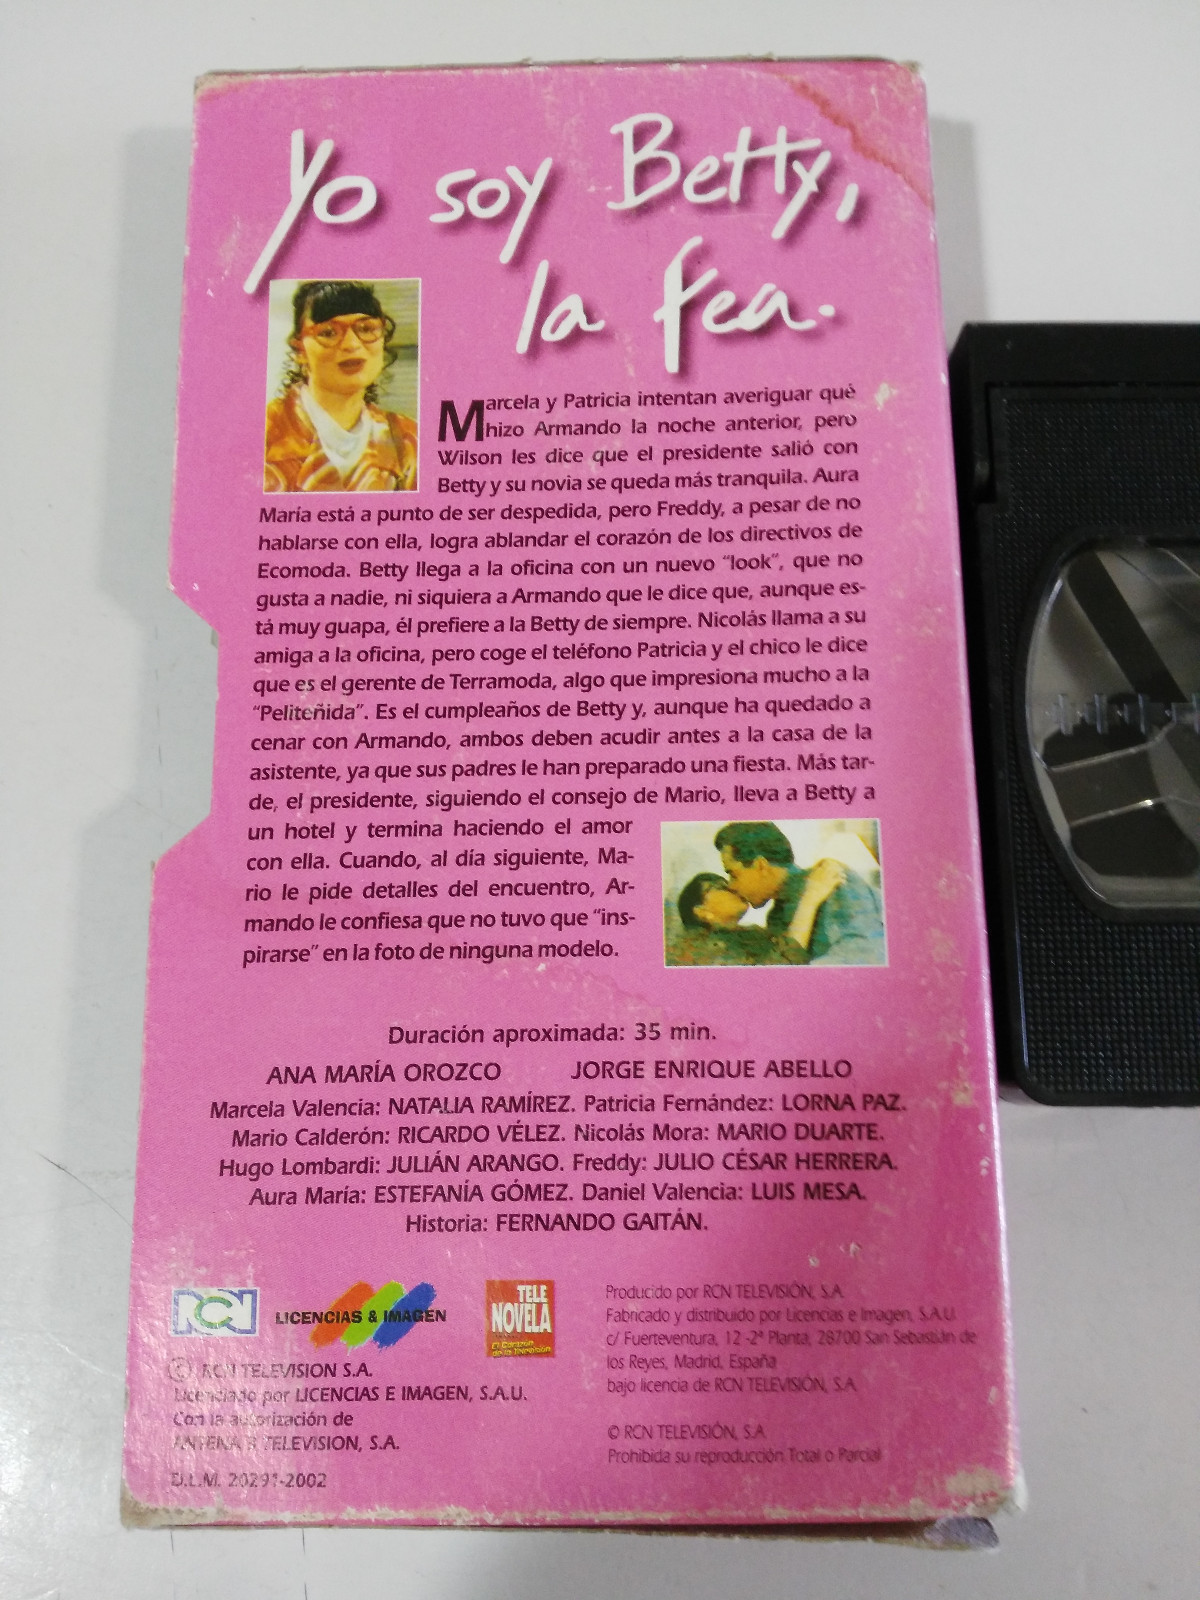 Yo soy Betty,
la fea.
Marcela y Patricia intentan averiguar qué
hizo Armando la noche anterior, pero
Wilson les dice que el presidente salió con
Betty y su novia se queda más tranquila. Aura
María está a punto de ser despedida, pero Freddy, a pesar de no
hablarse con ella, logra ablandar el corazón de los directivos de
Ecomoda. Betty llega a la oficina con un nuevo "look", que no
gusta a nadie, ni siquiera a Armando que le dice que, aunque es-
tá muy guapa, él prefiere a la Betty de siempre. Nicolás llama a su
amiga a la oficina, pero coge el teléfono Patricia y el chico le dice
que es el gerente de Terramoda, algo que impresiona mucho a la
"Peliteñida". Es el cumpleaños de Betty y, aunque ha quedado a
cenar con Armando, ambos deben acudir antes a la casa de la
asistente, ya que sus padres le han preparado una fiesta. Más tar-
de, el presidente, siguiendo el consejo de Mario, lleva a Betty a
un hotel y termina haciendo el amor
con ella. Cuando, al día siguiente, Ma-
rio le pide detalles del encuentro, Ar-
mando le confiesa que no tuvo que "ins-
pirarse" en la foto de ninguna modelo.
Duración aproximada: 35 min.
ANA MARÍA OROZCO JORGE ENRIQUE ABELLO
Marcela Valencia: NATALIA RAMÍREZ. Patricia Fernández: LORNA PAZ.
Mario Calderón: RICARDO VÉLEZ. Nicolás Mora: MARIO DUARTE.
Hugo Lombardi: JULIÁN ARANGO. Freddy: JULIO CÉSAR HERRERA.
Aura María: ESTEFANÍA GÓMEZ. Daniel Valencia: LUIS MESA.
Historia: FERNANDO GAITÁN.
RCN
LICENCIAS & IMAGEN
TELE
NOVELA
El Corazón
de la Televisión
© RCN TELEVISION S.A.
Licenciado por LICENCIAS E IMAGEN, S.A.U.
Con la autorización de
ANTENA 3 TELEVISION, S.A.
D.L.M. 20291-2002
Producido por RCN TELEVISIÓN, S.A.
Fabricado y distribuido por Licencias e Imagen, S.A.U.
c/ Fuerteventura, 12 -2ª Planta, 28700 San Sebastián de
los Reyes, Madrid, España
bajo licencia de RCN TELEVISIÓN, S.A.
© RCN TELEVISIÓN, S.A.
Prohibida su reproducción Total o Parcial